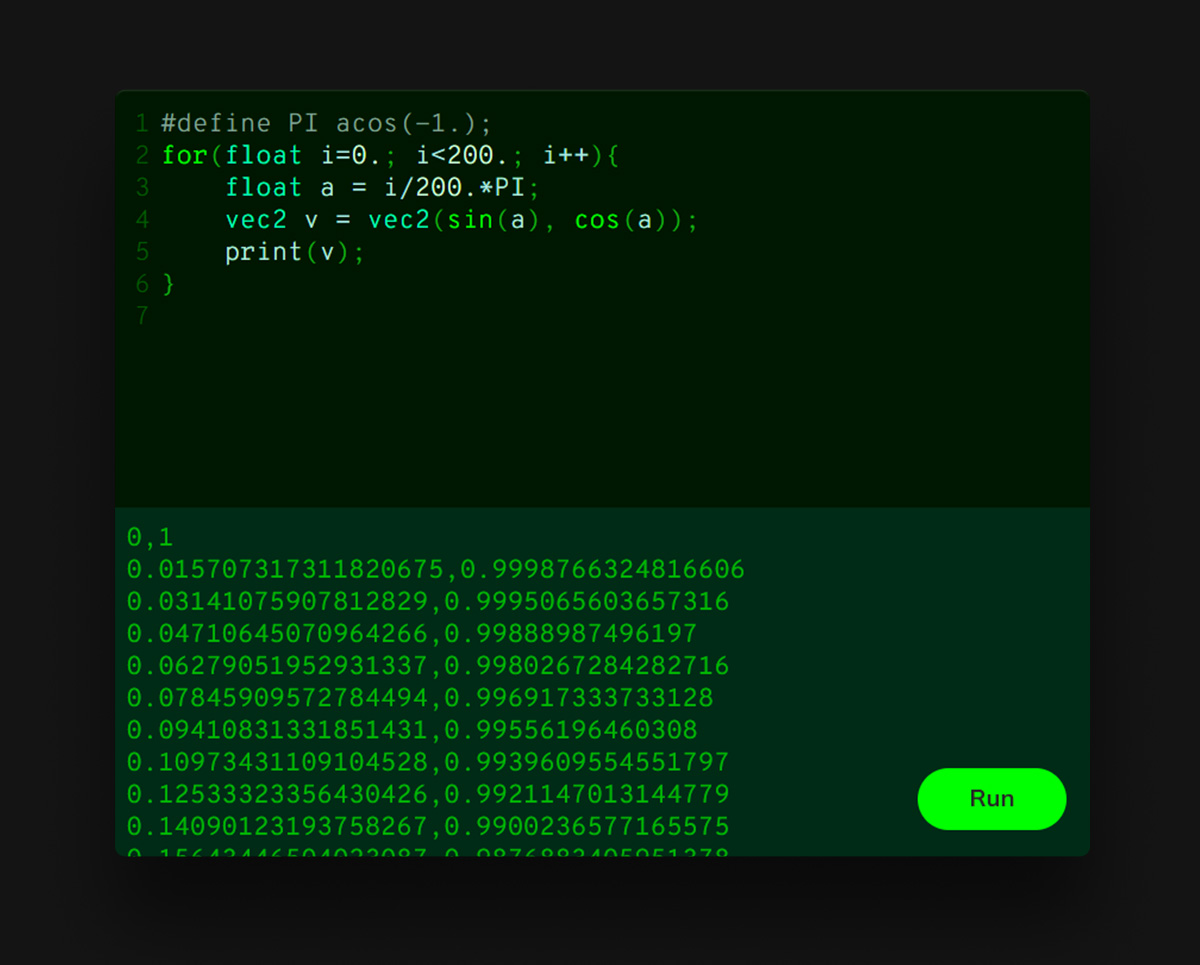 1 #define PI acos(-1.);
2 for(float i=0.; i<200.; i++){
3     float a = i/200.*PI;
4     vec2 v = vec2(sin(a), cos(a));
5     print(v);
6 }
7
0,1
0.015707317311820675,0.9998766324816606
0.03141075907812829,0.9995065603657316
0.04710645070964266,0.99888987496197
0.06279051952931337,0.9980267284282716
0.07845909572784494,0.996917333733128
0.09410831331851431,0.99556196460308
0.10973431109104528,0.9939609554551797
0.12533323356430426,0.9921147013144779
0.14090123193758267,0.99002365771655​75
Run